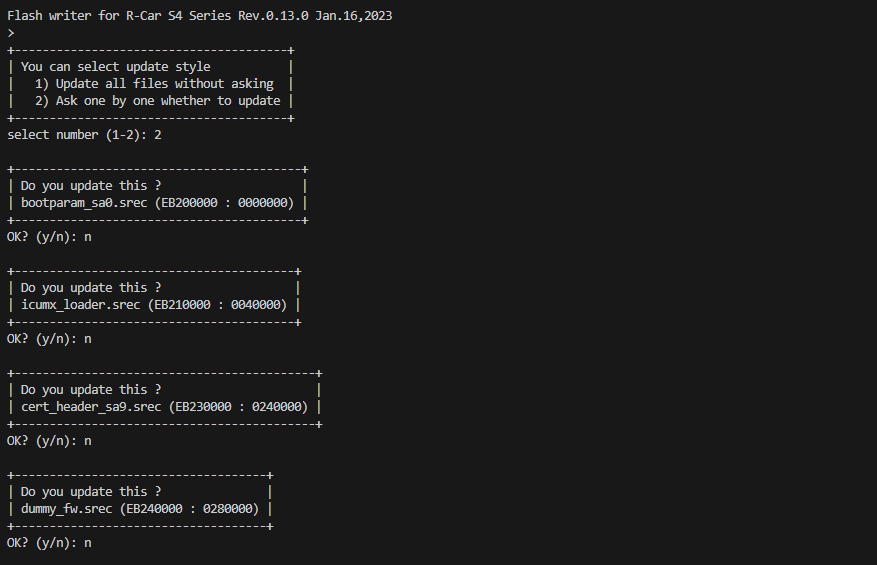 Flash writer for R-Car S4 Series Rev.0.13.0 Jan.16,2023
>
+---------------------------------------+
| You can select update style           |
|   1) Update all files without asking  |
|   2) Ask one by one whether to update |
+---------------------------------------+
select number (1-2): 2
+-----------------------------------------+
| Do you update this ?                    |
| bootparam_sa0.srec (EB200000 : 0000000) |
+-----------------------------------------+
OK? (y/n): n
+----------------------------------------+
| Do you update this ?                   |
| icumx_loader.srec (EB210000 : 0040000) |
+----------------------------------------+
OK? (y/n): n
+-------------------------------------------+
| Do you update this ?                      |
| cert_header_sa9.srec (EB230000 : 0240000) |
+-------------------------------------------+
OK? (y/n): n
+------------------------------------+
| Do you update this ?               |
| dummy_fw.srec (EB240000 : 0280000) |
+------------------------------------+
OK? (y/n): n